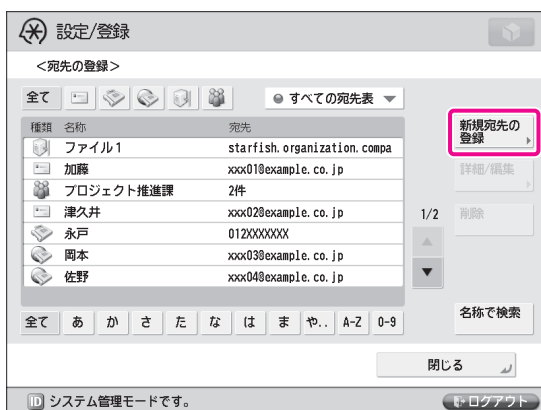 設定/登録
<宛先の登録>
全て
すべての宛先表
種類 名称 宛先
ファイル1 starfish.organization.compa
加藤 xxx01@example.co.jp
プロジェクト推進課 2件
津久井 xxx02@example.co.jp
永戸 012XXXXXXX
岡本 xxx03@example.co.jp
佐野 xxx04@example.co.jp
新規宛先の
登録
詳細/編集
1/2
削除
名称で検索
全て あ か さ た な は ま や.. A-Z 0-9
閉じる
ID システム管理モードです。
ログアウト